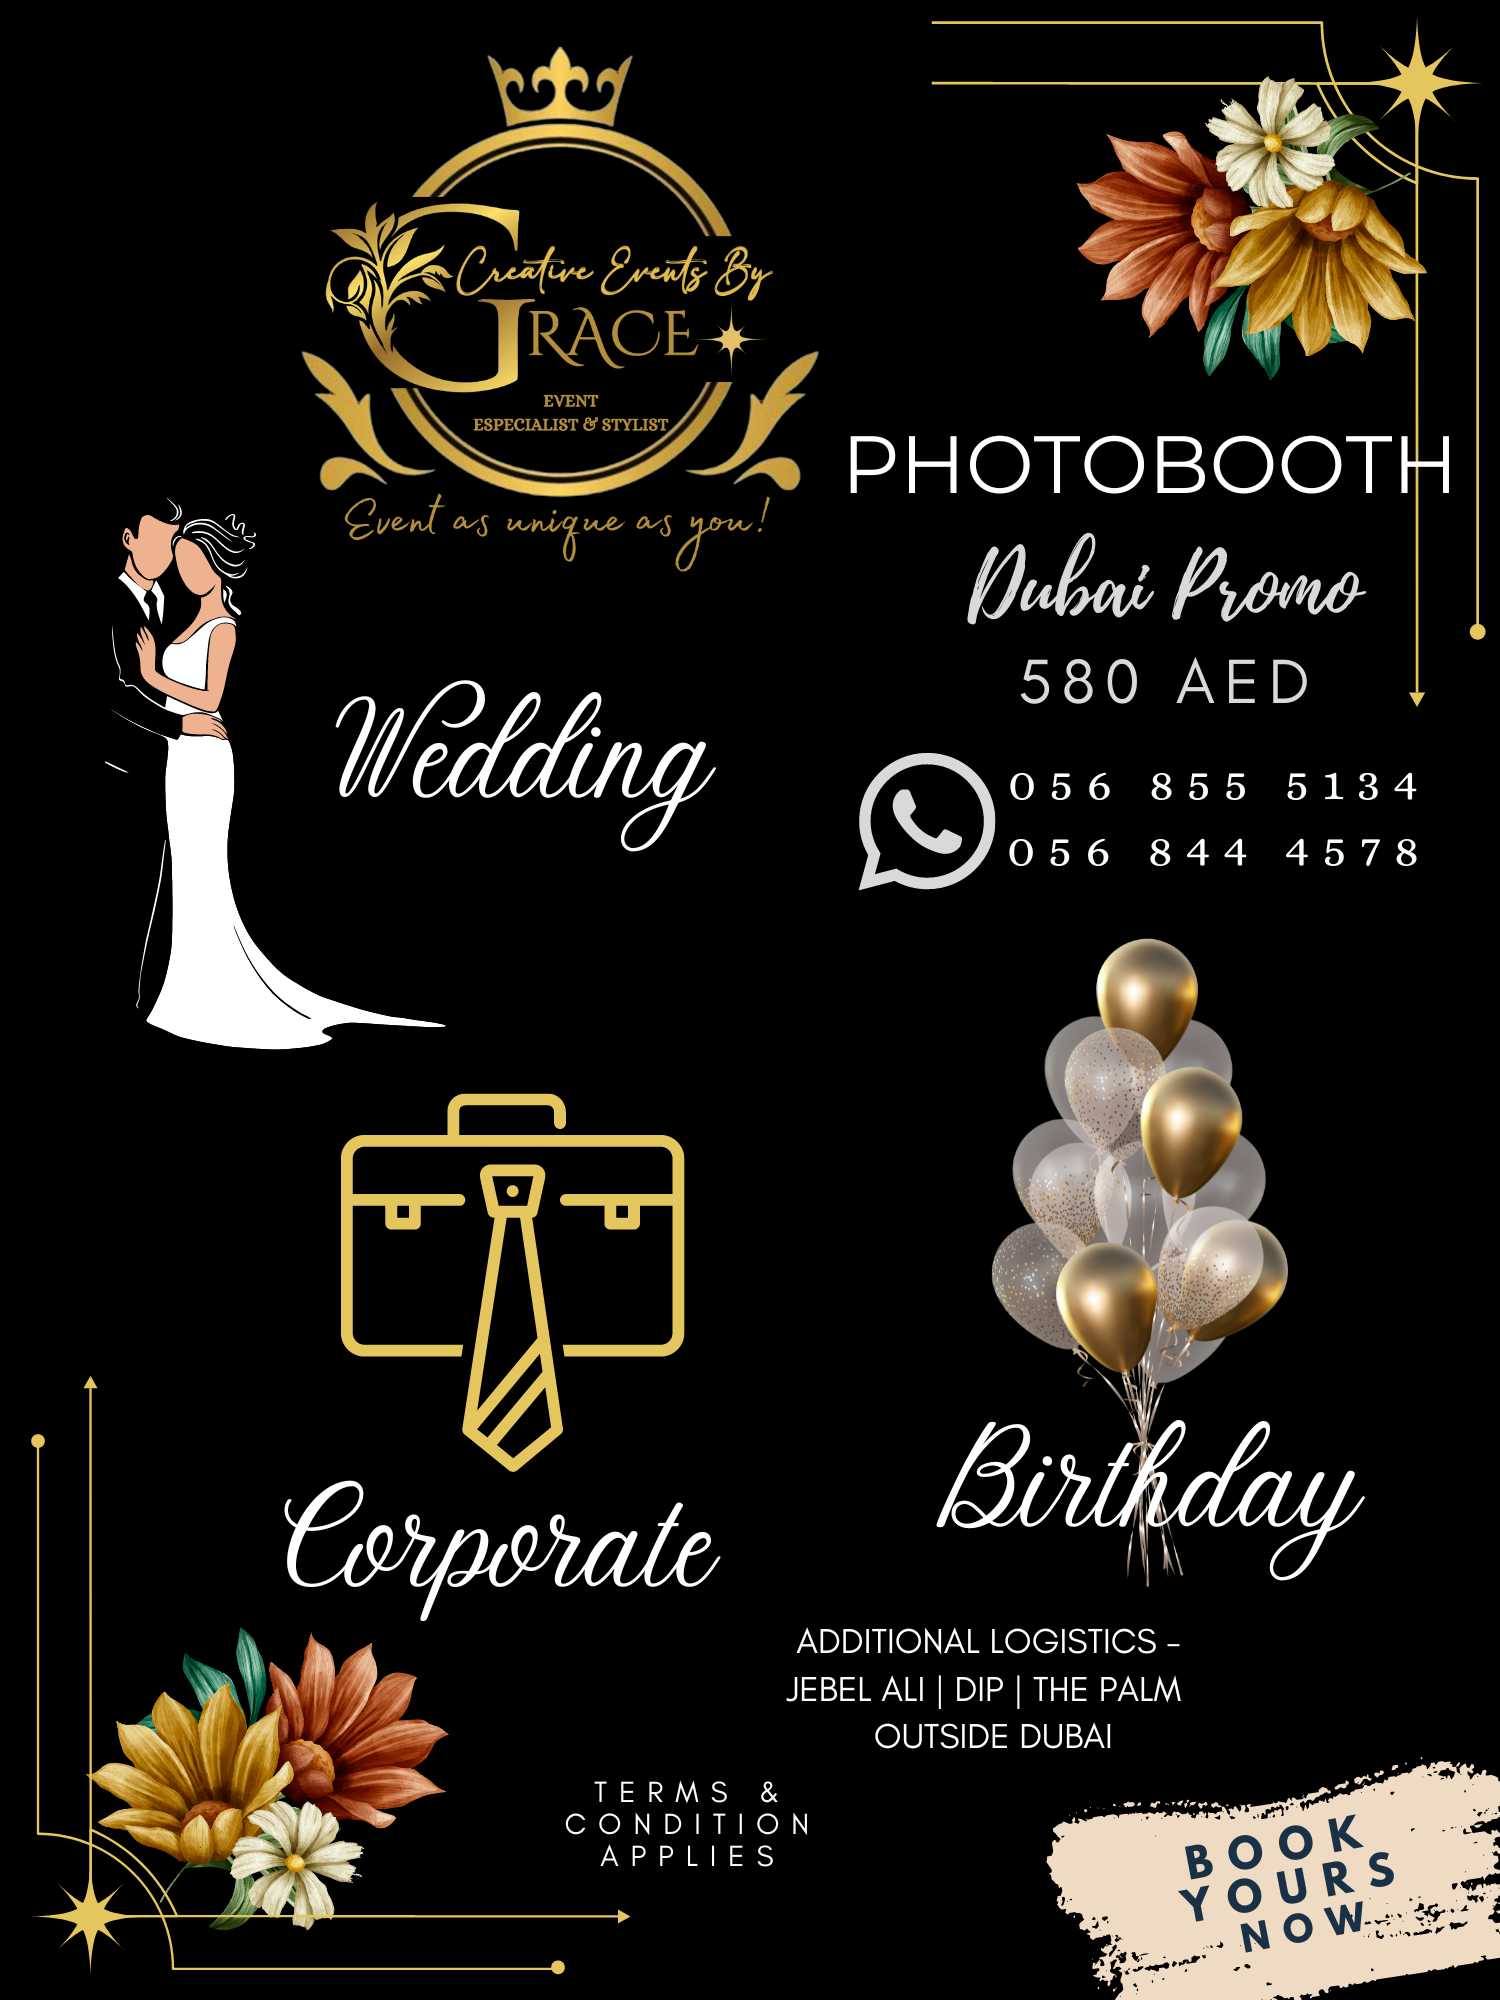 Creative Events By
GRACE
EVENT
ESPECIALIST & STYLIST
Event as unique as you!
PHOTOBOOTH
Dubai Promo
580 AED
056 855 5134
056 844 4578
Wedding
Corporate
Birthday
ADDITIONAL LOGISTICS –
JEBEL ALI | DIP | THE PALM
OUTSIDE DUBAI
TERMS &
CONDITION
APPLIES
BOOK
YOURS
NOW